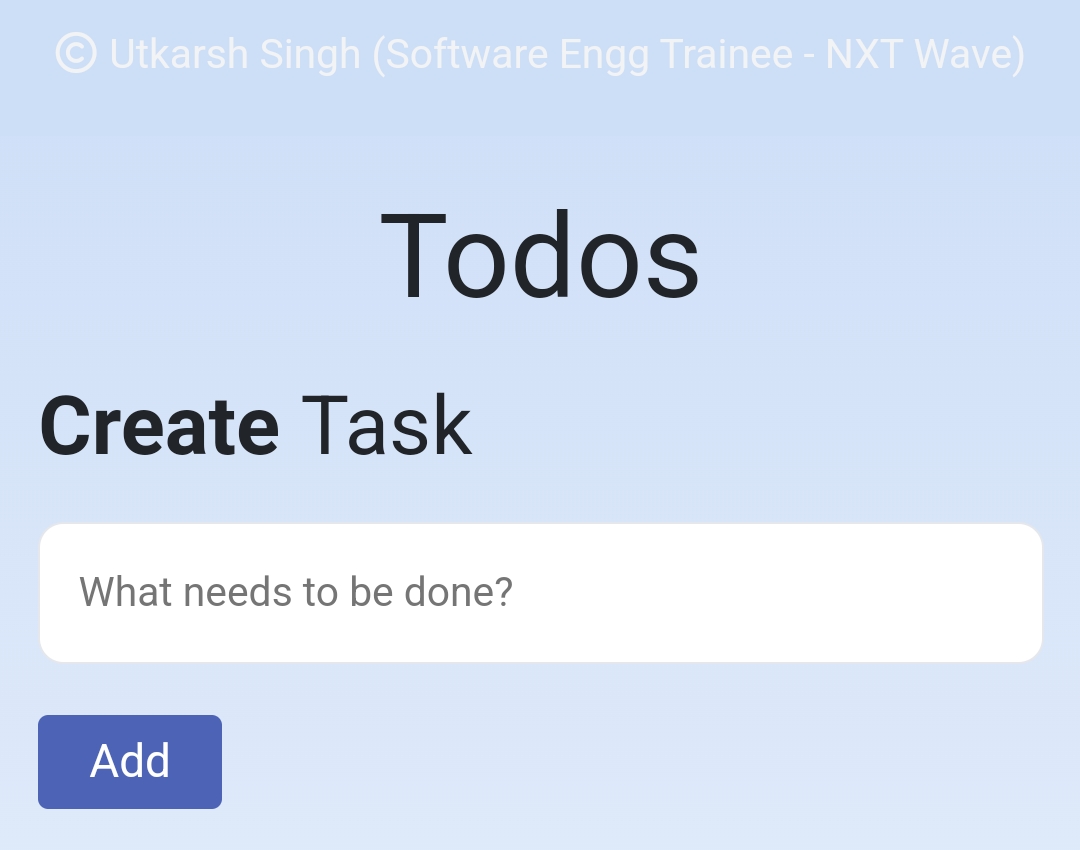 © Utkarsh Singh (Software Engg Trainee - NXT Wave)
Todos
Create Task
What needs to be done?
Add